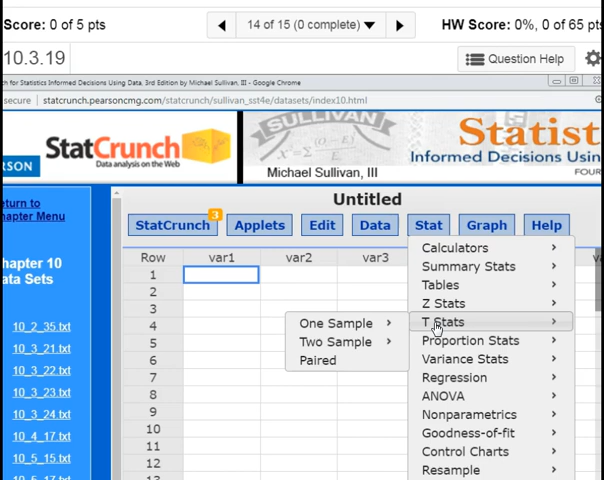 Score: 0 of 5 pts
14 of 15 (0 complete)
HW Score: 0%, 0 of 65 pts
10.3.19
Question Help
ch for Statistics Informed Decisions Using Data. 3rd Edition by Michael Sullivan. III - Google Chrome
secure | statcrunch.pearsoncmg.com/statcrunch/sullivan_sst4e/datasets/index10.html
RSON
StatCrunch
Data analysis on the Web
SULLIVAN
Michael Sullivan, III
Statist
Informed Decisions Usin
FOUR
Untitled
eturn to
hapter Menu
hapter 10
ata Sets
10_2_35.txt
10_3_21.txt
10_3_22.txt
10_3_23.txt
10_3_24.txt
10_4_17.txt
10_5_15.txt
10_5_17.txt
StatCrunch 3 Applets Edit Data Stat Graph Help
Row var1 var2 var3
1
2
3
4
5
6
7
8
9
10
11
12
13
Calculators
Summary Stats
Tables
Z Stats
T Stats
Proportion Stats
Variance Stats
Regression
ANOVA
Nonparametrics
Goodness-of-fit
Control Charts
Resample
One Sample
Two Sample
Paired